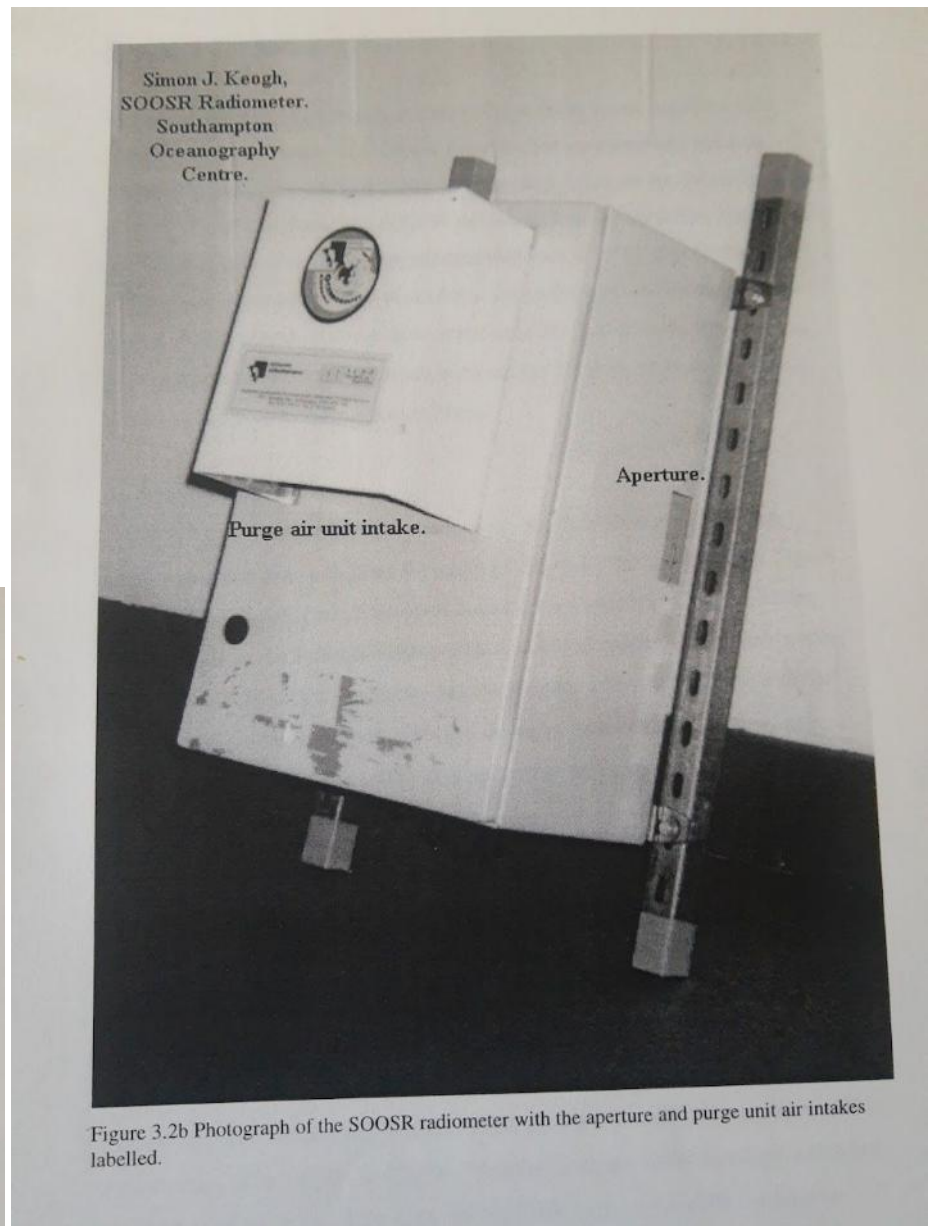 Simon J. Keogh,
SOOSR Radiometer.
Southampton
Oceanography
Centre.
Aperture.
Purge air unit intake.
Figure 3.2b Photograph of the SOOSR radiometer with the aperture and purge unit air intakes
labelled.